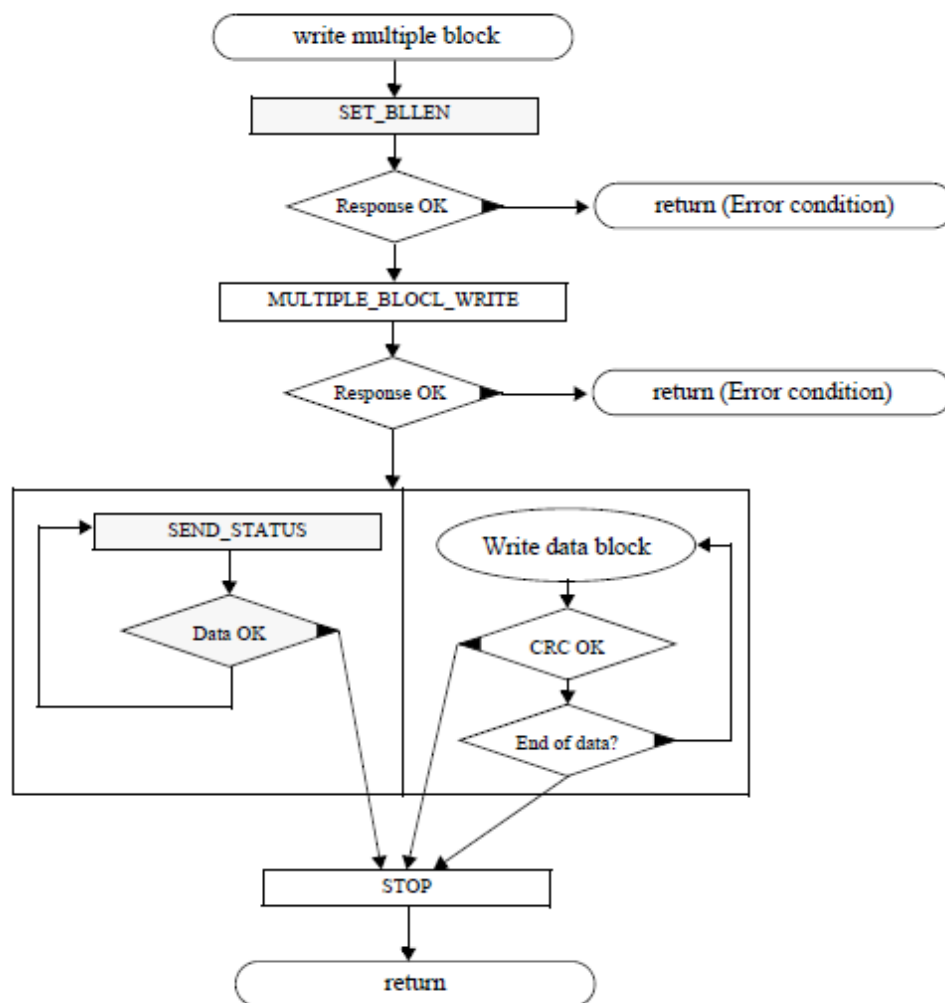 write multiple block
SET_BLLEN
Response OK
return (Error condition)
MULTIPLE_BLOCL_WRITE
Response OK
return (Error condition)
SEND_STATUS
Data OK
Write data block
CRC OK
End of data?
STOP
return